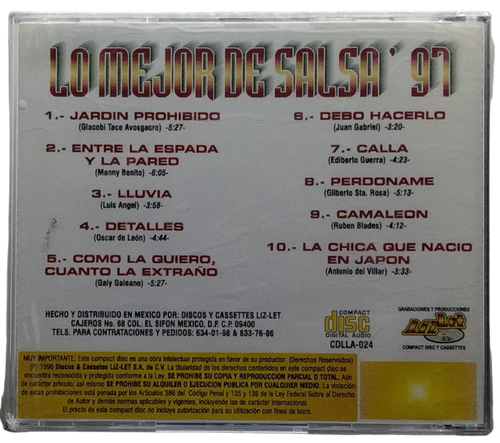 LO MEJOR DE SALSA ' 97
1.- JARDIN PROHIBIDO
(Giacobi Taco Avosgacro) -5:27-
2.- ENTRE LA ESPADA
Y LA PARED
(Manny Benito) -6:05-
3.- LLUVIA
(Luis Angel) -3:58-
4.- DETALLES
(Oscar de León) -4:44-
5.- COMO LA QUIERO,
CUANTO LA EXTRAÑO
(Galy Galeano) -5:27-
6.- DEBO HACERLO
(Juan Gabriel) -3:20-
7.- CALLA
(Ediberto Guerra) -4:23-
8.- PERDONAME
(Gilberto Sta. Rosa) -5:13-
9.- CAMALEON
(Ruben Blades) -4:12-
10.- LA CHICA QUE NACIO
EN JAPON
(Antonio del Villar) -3:33-
HECHO Y DISTRIBUIDO EN MEXICO POR: DISCOS Y CASSETTES LIZ-LET
CAJEROS No. 68 COL. EL SIFON MEXICO, D.F. C.P. 09400
TELS. PARA CONTRATACIONES Y PEDIDOS: 634-01-98 & 633-76-86
COMPACT
disc
DIGITAL AUDIO
CDLLA-024
GRABACIONES Y PRODUCCIONES
COMPACT DISC Y CASSETTES
MUY IMPORTANTE: Este compact disc es una obra intelectual protegida en favor de su productor. (Derechos Reservados).
(P) 1996 Discos & Cassetes LIZ-LET S.A. de C.V. La titularidad de los derechos contenidos en este compact disc se
encuentra reconocida y protegida conforme a la Ley. SE PROHIBE SU COPIA Y REPRODUCCION PARCIAL O TOTAL. Aun
de carácter privado; así mismo SE PROHIBE SU ALQUILER O EJECUCION PUBLICA POR CUALQUIER MEDIO. La violación
de estas prohibiciones está penada por los Artículos 386 del Código Penal y 135 y 136 de la Ley Federal Sobre el Derecho
de Autor y demás normas aplicables y vigentes, incluyendo las de carácter internacional.
El precio de este compact disc no incluye autorización para su utilización con fines de lucro.